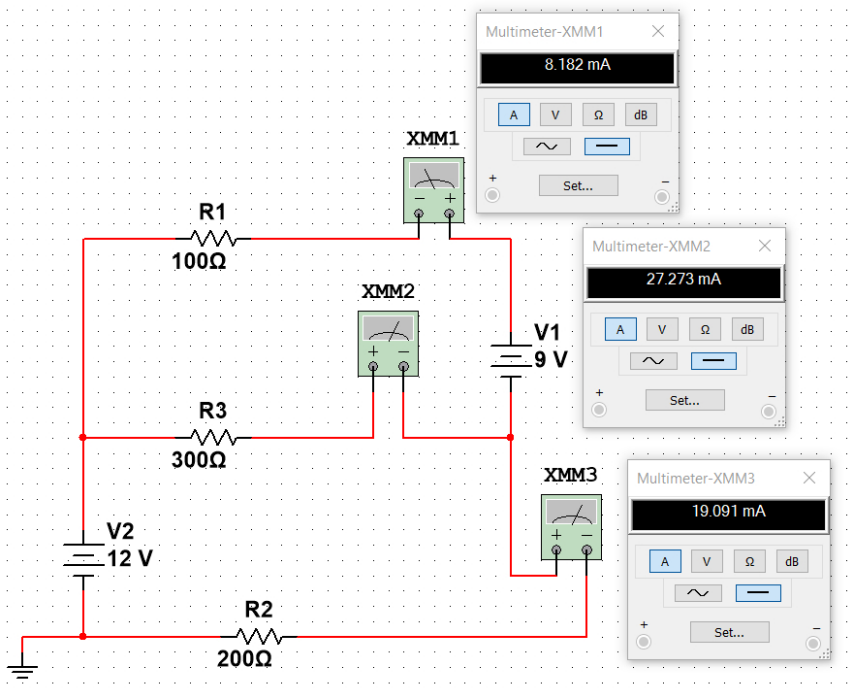 Multimeter-XMM1
8.182 mA
A V Ω dB
+ Set... −
XMM1
− +
R1
100Ω
Multimeter-XMM2
27.273 mA
A V Ω dB
+ Set... −
XMM2
+ −
V1
9 V
R3
300Ω
XMM3
+ −
Multimeter-XMM3
19.091 mA
A V Ω dB
+ Set... −
V2
12 V
R2
200Ω